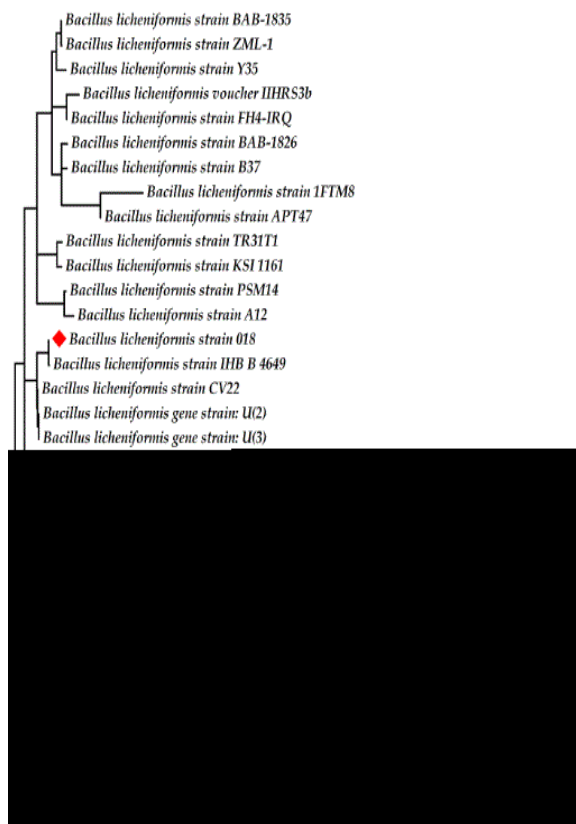 Bacillus licheniformis strain BAB-1835
Bacillus licheniformis strain ZML-1
Bacillus licheniformis strain Y35
Bacillus licheniformis voucher IIHRS3b
Bacillus licheniformis strain FH4-IRQ
Bacillus licheniformis strain BAB-1826
Bacillus licheniformis strain B37
Bacillus licheniformis strain 1FTM8
Bacillus licheniformis strain APT47
Bacillus licheniformis strain TR31T1
Bacillus licheniformis strain KSI 1161
Bacillus licheniformis strain PSM14
Bacillus licheniformis strain A12
Bacillus licheniformis strain 018
Bacillus licheniformis strain IHB B 4649
Bacillus licheniformis strain CV22
Bacillus licheniformis gene strain: U(2)
Bacillus licheniformis gene strain: U(3)